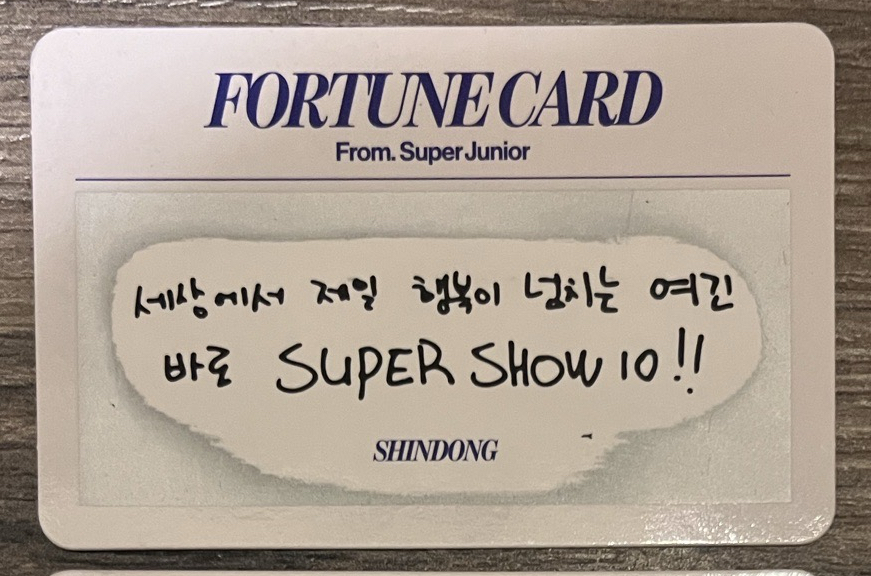 FORTUNE CARD
From. Super Junior
세상에서 제일 행복이 넘치는 여긴
바로 SUPER SHOW 10!!
SHINDONG